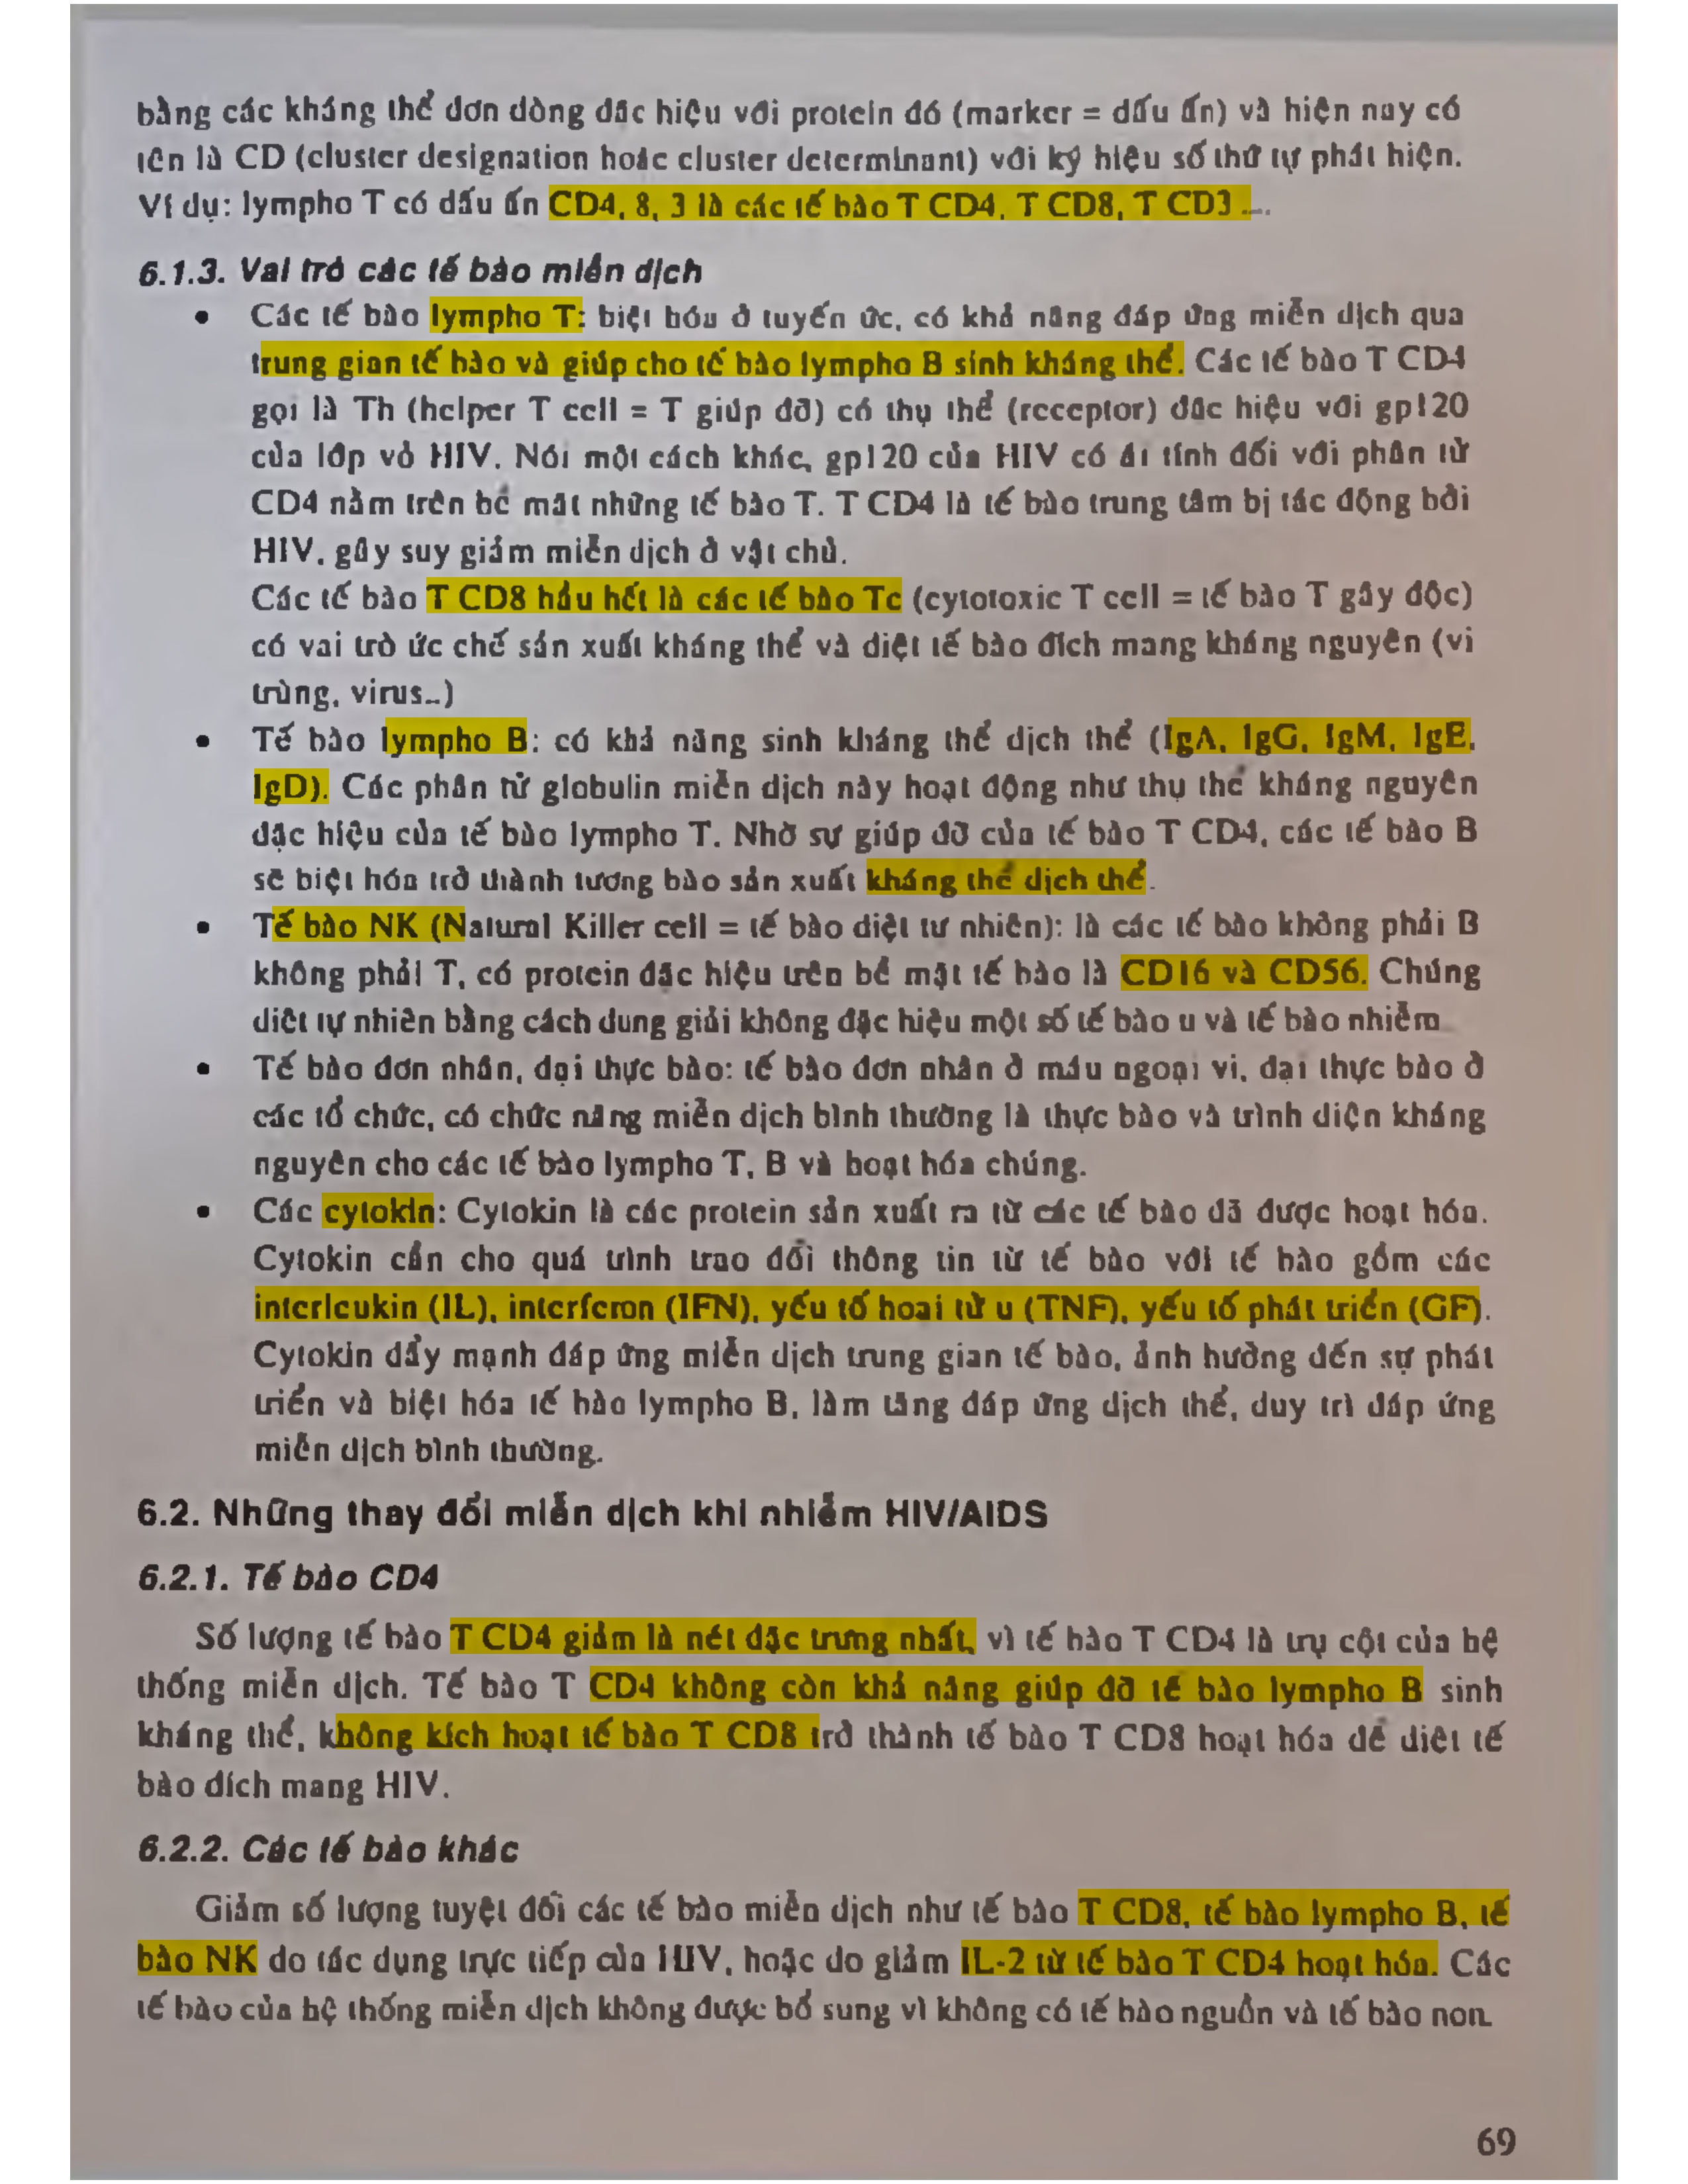 bằng các kháng thể đơn dòng đặc hiệu với protein đó (marker = dấu ấn) và hiện nay có
tên là CD (cluster designation hoặc cluster determinant) với ký hiệu số thứ tự phát hiện.
Ví dụ: lympho T có dấu ấn CD4, 8, 3 là các tế bào T CD4, T CD8, T CD3 ....
6.1.3. Vai trò các tế bào miễn dịch
• Các tế bào lympho T: biệt hóa ở tuyến ức, có khả năng đáp ứng miễn dịch qua
trung gian tế bào và giúp cho tế bào lympho B sinh kháng thể. Các tế bào T CD4
gọi là Th (helper T cell = T giúp đỡ) có thụ thể (receptor) đặc hiệu với gp120
của lớp vỏ HIV. Nói một cách khác, gp120 của HIV có ái tính đối với phân tử
CD4 nằm trên bề mặt những tế bào T. T CD4 là tế bào trung tâm bị tác động bởi
HIV, gây suy giảm miễn dịch ở vật chủ.
Các tế bào T CD8 hầu hết là các tế bào Tc (cytotoxic T cell = tế bào T gây độc)
có vai trò ức chế sản xuất kháng thể và diệt tế bào đích mang kháng nguyên (vi
trùng, virus..)
• Tế bào lympho B: có khả năng sinh kháng thể dịch thể (IgA, IgG, IgM, IgE,
IgD). Các phân tử globulin miễn dịch này hoạt động như thụ thể kháng nguyên
đặc hiệu của tế bào lympho T. Nhờ sự giúp đỡ của tế bào T CD4, các tế bào B
sẽ biệt hóa trở thành tương bào sản xuất kháng thể dịch thể.
• Tế bào NK (Natural Killer cell = tế bào diệt tự nhiên): là các tế bào không phải B
không phải T, có protein đặc hiệu trên bề mặt tế bào là CD16 và CD56. Chúng
diệt tự nhiên bằng cách dung giải không đặc hiệu một số tế bào u và tế bào nhiễm
• Tế bào đơn nhân, đại thực bào: tế bào đơn nhân ở máu ngoại vi, đại thực bào ở
các tổ chức, có chức năng miễn dịch bình thường là thực bào và trình diện kháng
nguyên cho các tế bào lympho T, B và hoạt hóa chúng.
• Các cytokin: Cytokin là các protein sản xuất ra từ các tế bào đã được hoạt hóa.
Cytokin cần cho quá trình trao đổi thông tin từ tế bào với tế bào gồm các
interleukin (IL), interferon (IFN), yếu tố hoại tử u (TNF), yếu tố phát triển (GF).
Cytokin đẩy mạnh đáp ứng miễn dịch trung gian tế bào, ảnh hưởng đến sự phát
triển và biệt hóa tế bào lympho B, làm tăng đáp ứng dịch thể, duy trì đáp ứng
miễn dịch bình thường.
6.2. Những thay đổi miễn dịch khi nhiễm HIV/AIDS
6.2.1. Tế bào CD4
Số lượng tế bào T CD4 giảm là nét đặc trưng nhất, vì tế bào T CD4 là trụ cột của hệ
thống miễn dịch. Tế bào T CD4 không còn khả năng giúp đỡ tế bào lympho B sinh
kháng thể, không kích hoạt tế bào T CD8 trở thành tế bào T CD8 hoạt hóa để diệt tế
bào đích mang HIV.
6.2.2. Các tế bào khác
Giảm số lượng tuyệt đối các tế bào miễn dịch như tế bào T CD8, tế bào lympho B, tế
bào NK do tác dụng trực tiếp của HIV, hoặc do giảm IL-2 từ tế bào T CD4 hoạt hóa. Các
tế bào của hệ thống miễn dịch không được bổ sung vì không có tế bào nguồn và tế bào non.
69